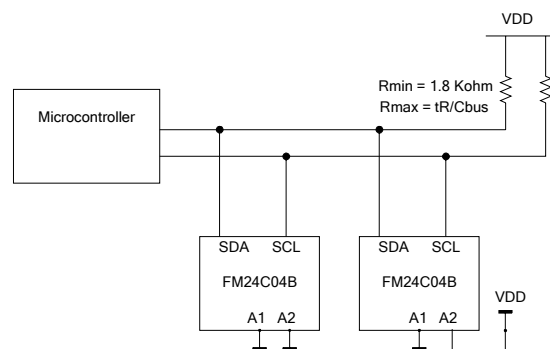 VDD
Rmin = 1.8 Kohm
Rmax = tR/Cbus
Microcontroller
SDA SCL
SDA SCL
FM24C04B
FM24C04B
VDD
A1 A2
A1 A2